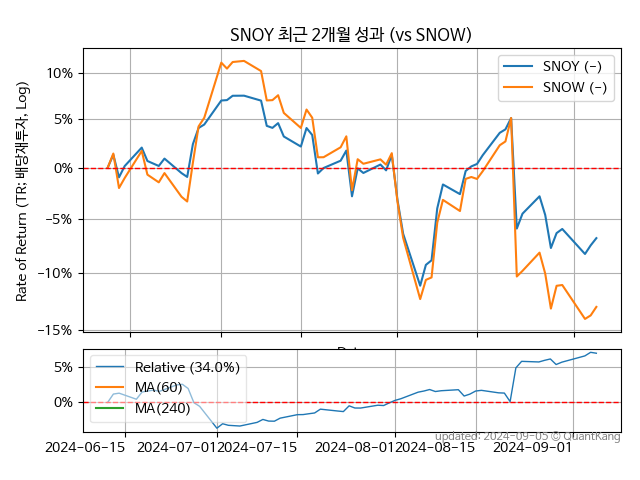 SNOY 최근 2개월 성과 (vs SNOW)
10%
5%
0%
−5%
−10%
−15%
Rate of Return (TR: 배당재투자, Log)
SNOY (-)
SNOW (-)
5%
0%
Relative (34.0%)
MA(60)
MA(240)
updated: 2024-09-05 © QuantKang
2024-06-15
2024-07-01
2024-07-15
2024-08-01
2024-08-15
2024-09-01